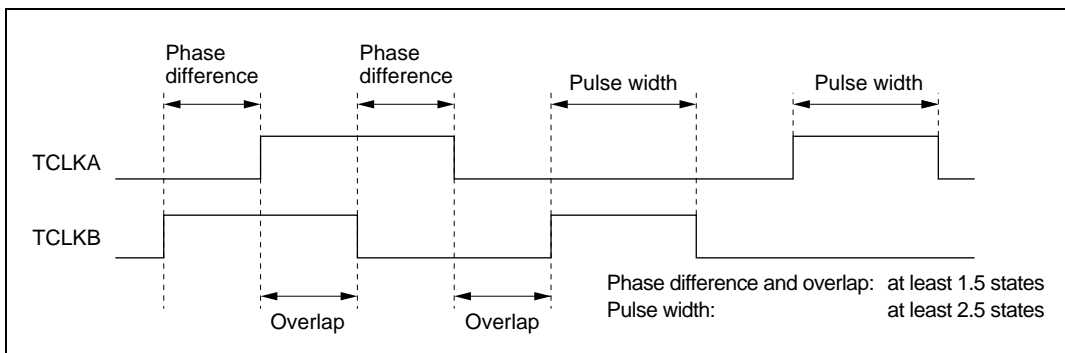 Phase
difference
Phase
difference
Pulse width
Pulse width
TCLKA
TCLKB
Overlap
Overlap
Phase difference and overlap: at least 1.5 states
Pulse width: at least 2.5 states